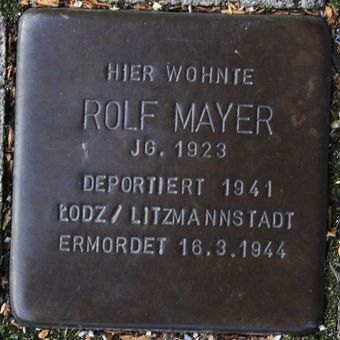 HIER WOHNTE
ROLF MAYER
JG. 1923
DEPORTIERT 1941
ŁODZ / LITZMANNSTADT
ERMORDET 16.3.1944